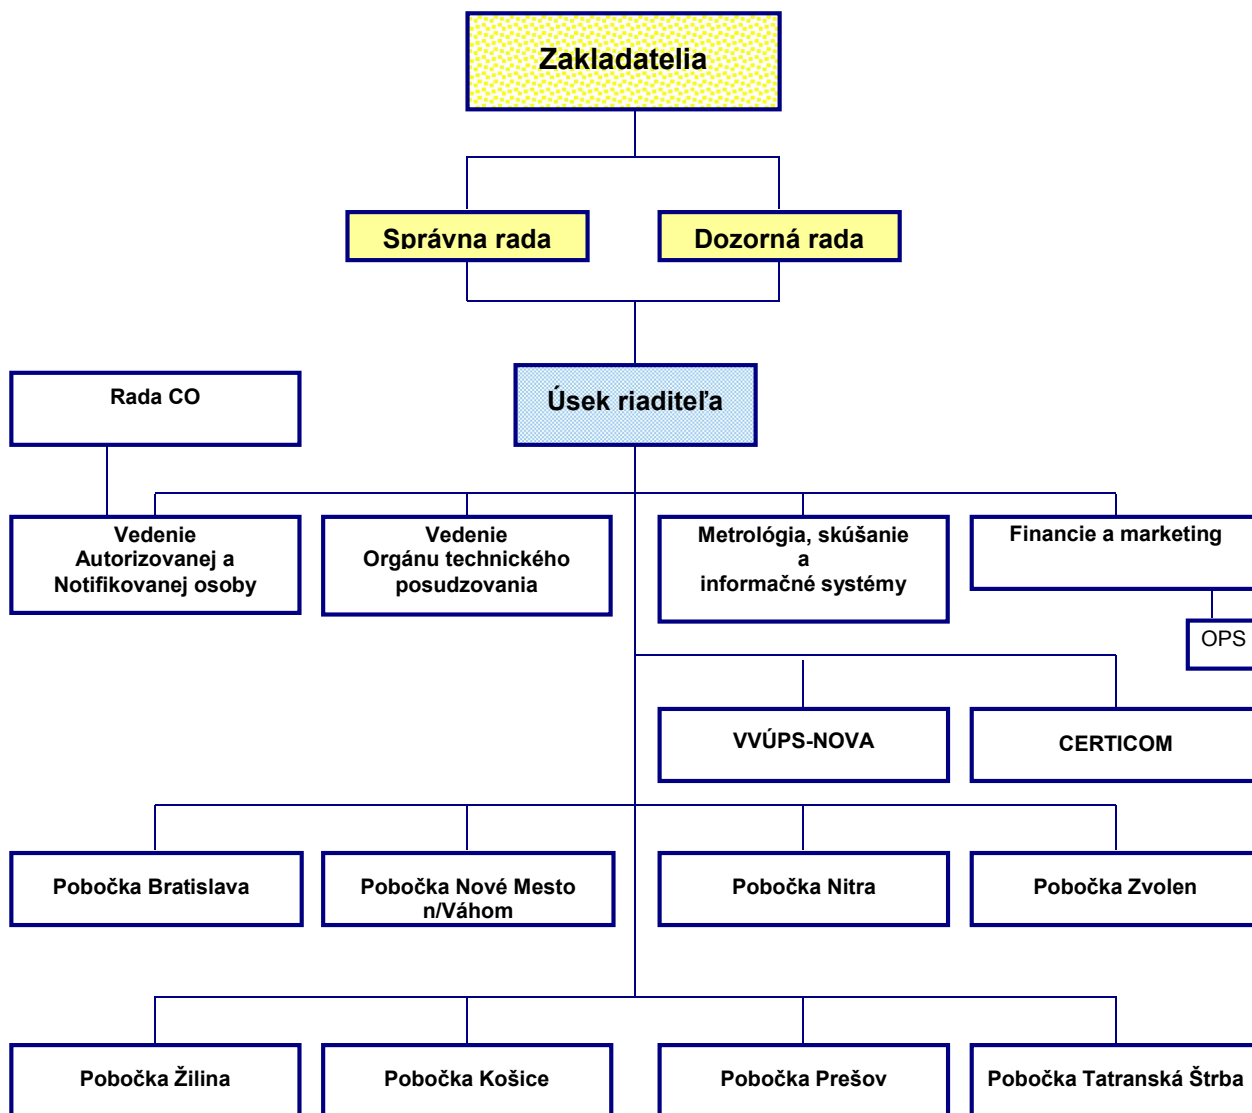 Zakladatelia
Správna rada
Dozorná rada
Rada CO
Úsek riaditeľa
Vedenie
Autorizovanej a
Notifikovanej osoby
Vedenie
Orgánu technického
posudzovania
Metrológia, skúšanie
a
informačné systémy
Financie a marketing
OPS
VVÚPS-NOVA
CERTICOM
Pobočka Bratislava
Pobočka Nové Mesto
n/Váhom
Pobočka Nitra
Pobočka Zvolen
Pobočka Žilina
Pobočka Košice
Pobočka Prešov
Pobočka Tatranská Štrba